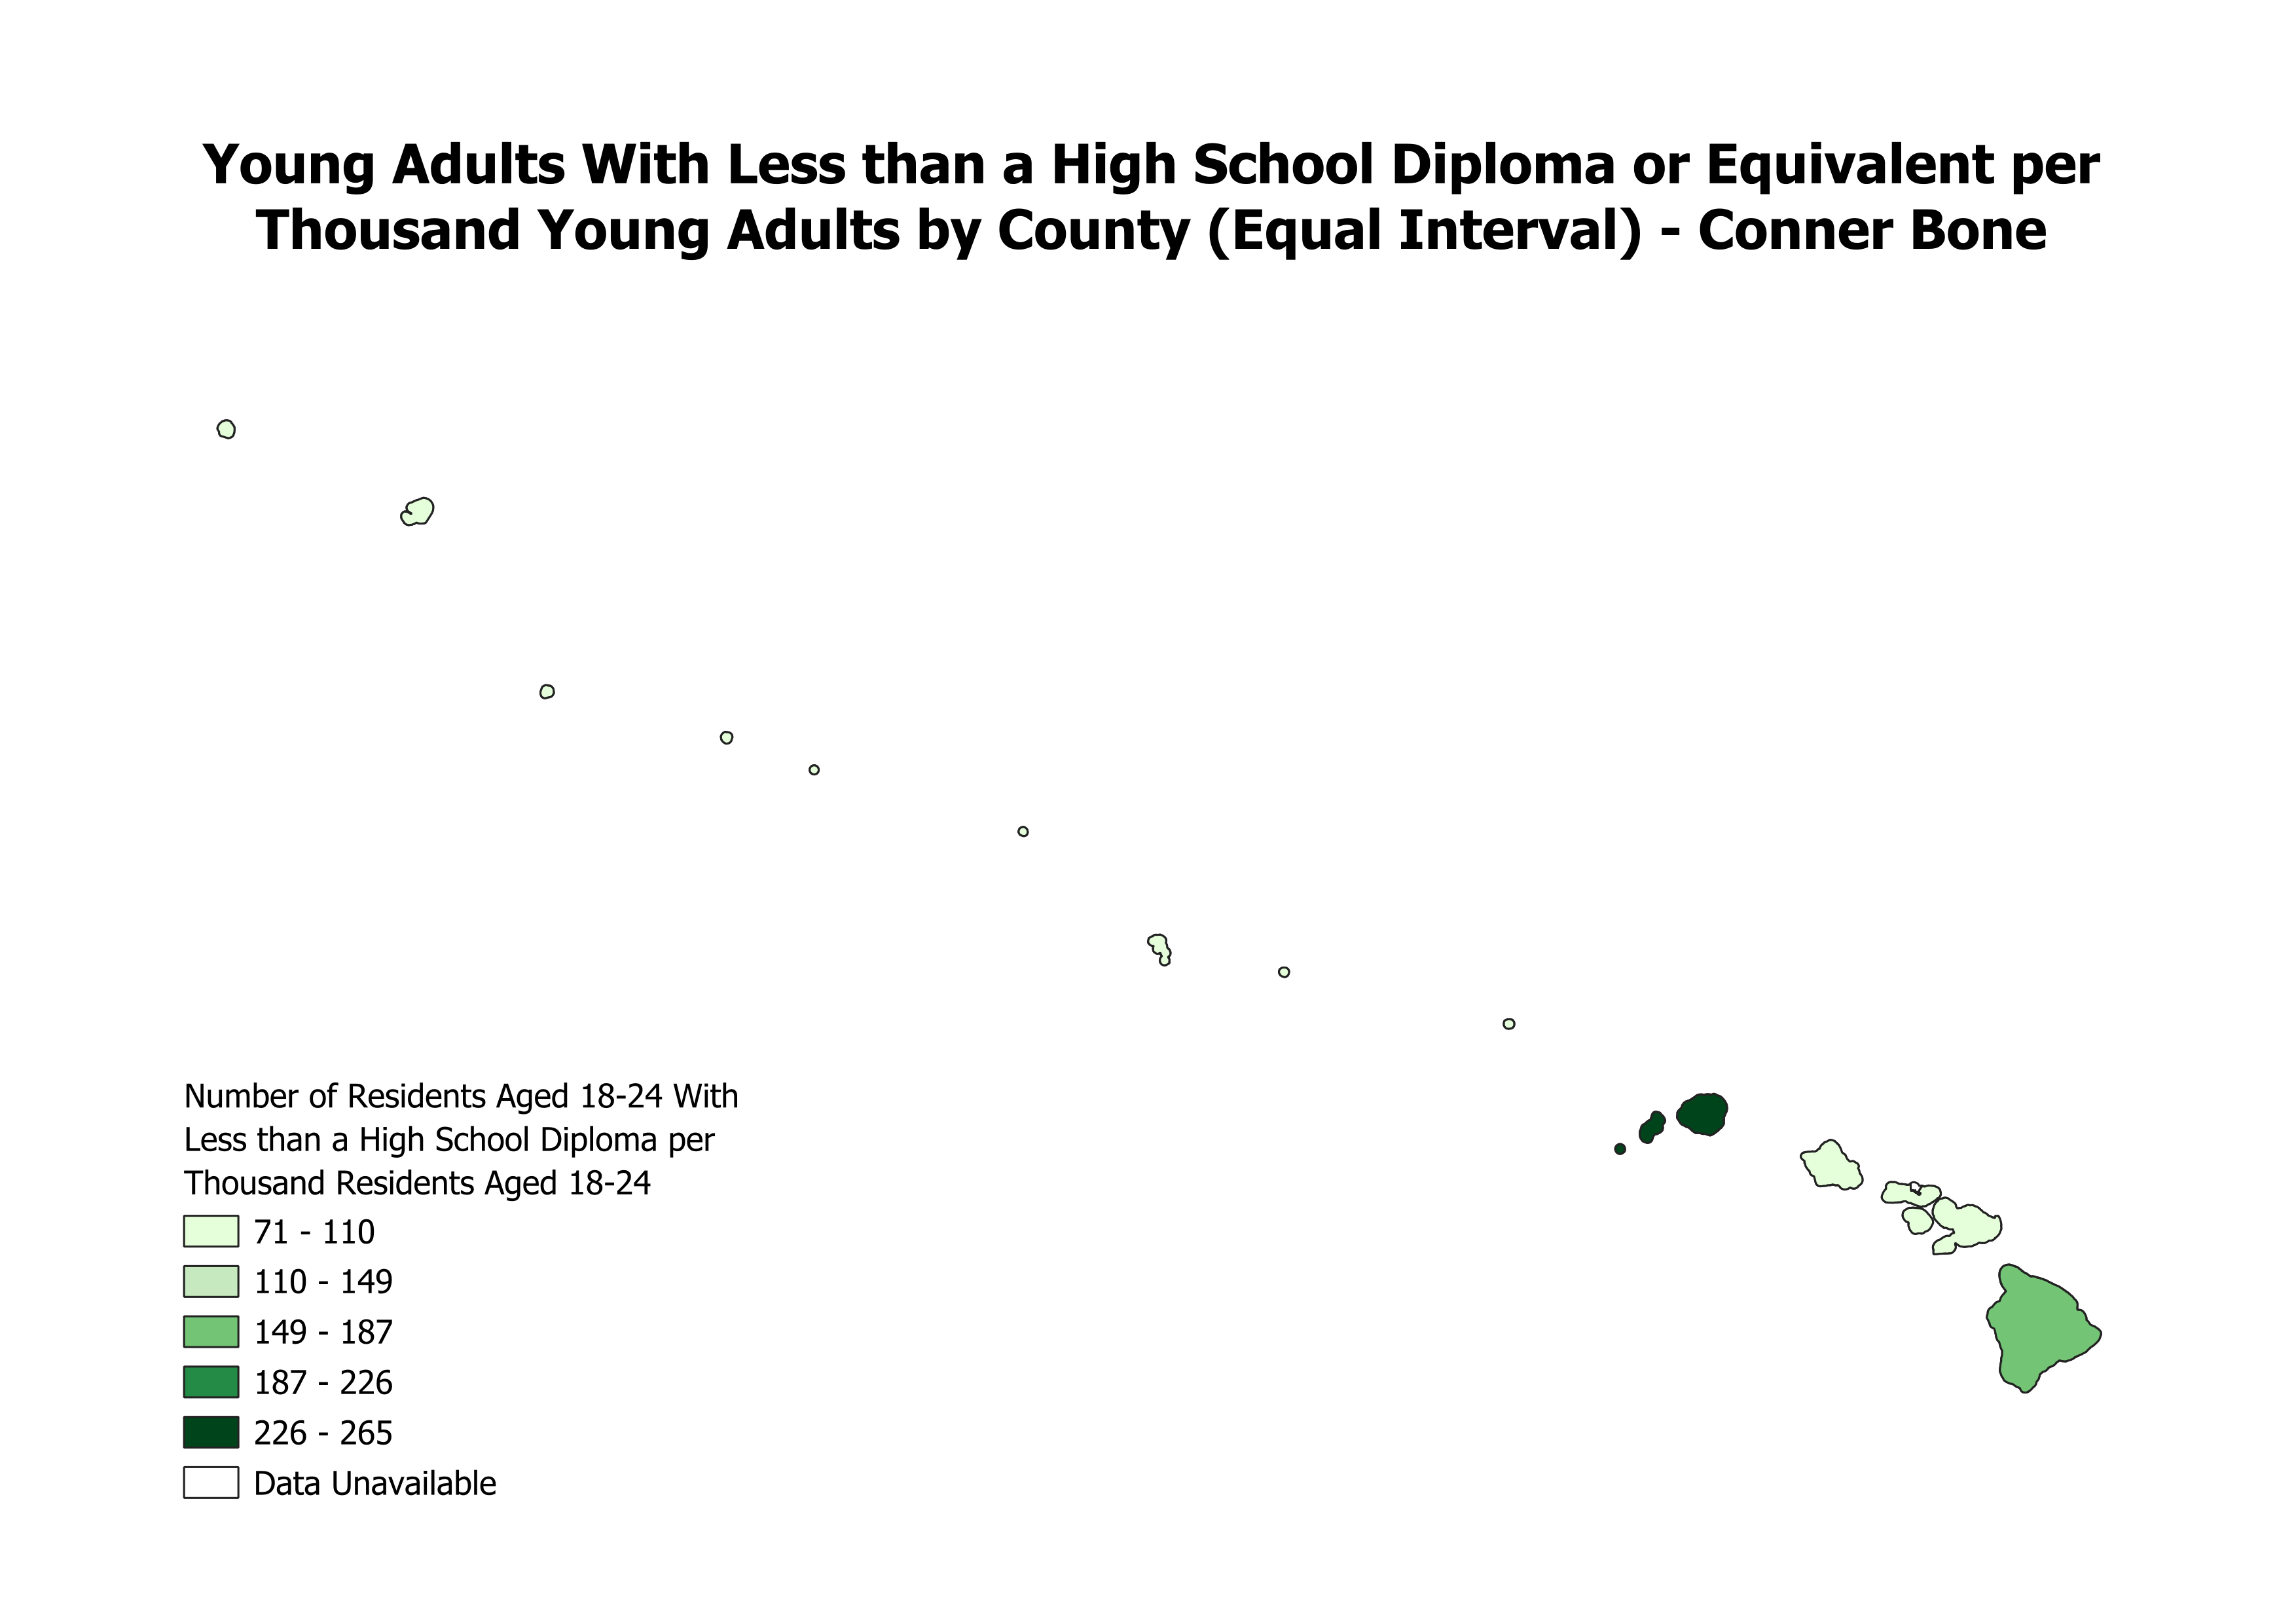 Young Adults With Less than a High School Diploma or Equivalent per
Thousand Young Adults by County (Equal Interval) - Conner Bone
Number of Residents Aged 18-24 With
Less than a High School Diploma per
Thousand Residents Aged 18-24
71 - 110
110 - 149
149 - 187
187 - 226
226 - 265
Data Unavailable